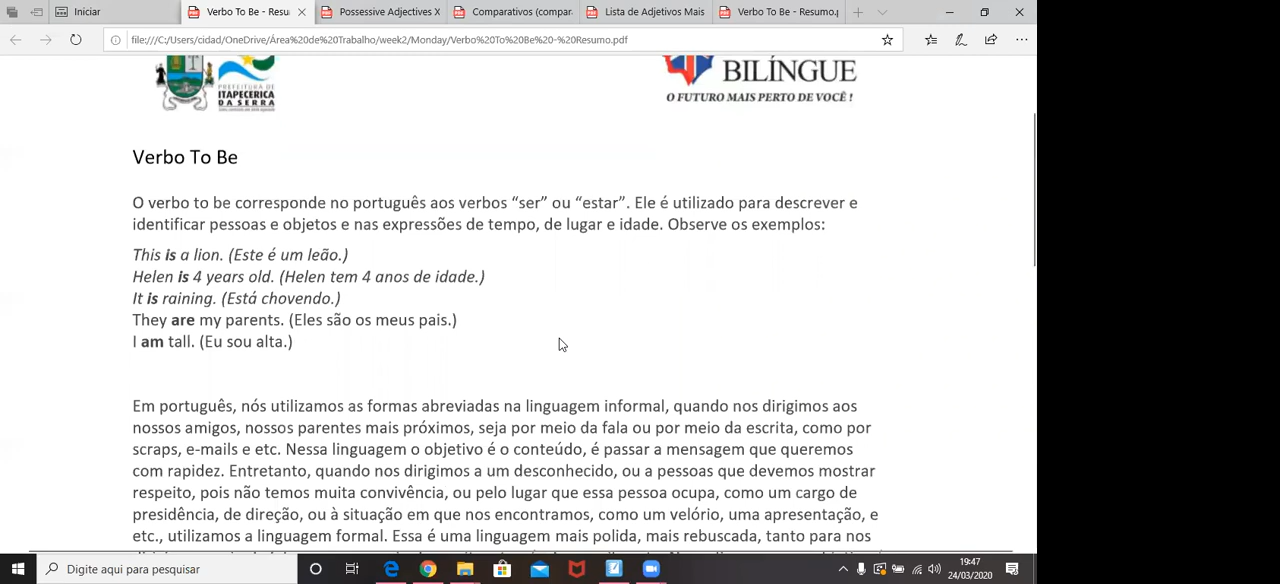 Iniciar
Verbo To Be - Resu
Possessive Adjectives X
Comparativos (compar
Lista de Adjetivos Mais
Verbo To Be - Resumo.p
file:///C:/Users/cidad/OneDrive/Área%20de%20Trabalho/week2/Monday/Verbo%20To%20Be%20-%20Resumo.pdf
PREFEITURA DE
ITAPECERICA
DA SERRA
BILÍNGUE
O FUTURO MAIS PERTO DE VOCÊ !
Verbo To Be
O verbo to be corresponde no português aos verbos “ser” ou “estar”. Ele é utilizado para descrever e
identificar pessoas e objetos e nas expressões de tempo, de lugar e idade. Observe os exemplos:
This is a lion. (Este é um leão.)
Helen is 4 years old. (Helen tem 4 anos de idade.)
It is raining. (Está chovendo.)
They are my parents. (Eles são os meus pais.)
I am tall. (Eu sou alta.)
Em português, nós utilizamos as formas abreviadas na linguagem informal, quando nos dirigimos aos
nossos amigos, nossos parentes mais próximos, seja por meio da fala ou por meio da escrita, como por
scraps, e-mails e etc. Nessa linguagem o objetivo é o conteúdo, é passar a mensagem que queremos
com rapidez. Entretanto, quando nos dirigimos a um desconhecido, ou a pessoas que devemos mostrar
respeito, pois não temos muita convivência, ou pelo lugar que essa pessoa ocupa, como um cargo de
presidência, de direção, ou à situação em que nos encontramos, como um velório, uma apresentação, e
etc., utilizamos a linguagem formal. Essa é uma linguagem mais polida, mais rebuscada, tanto para nos
Digite aqui para pesquisar
19:47
24/03/2020